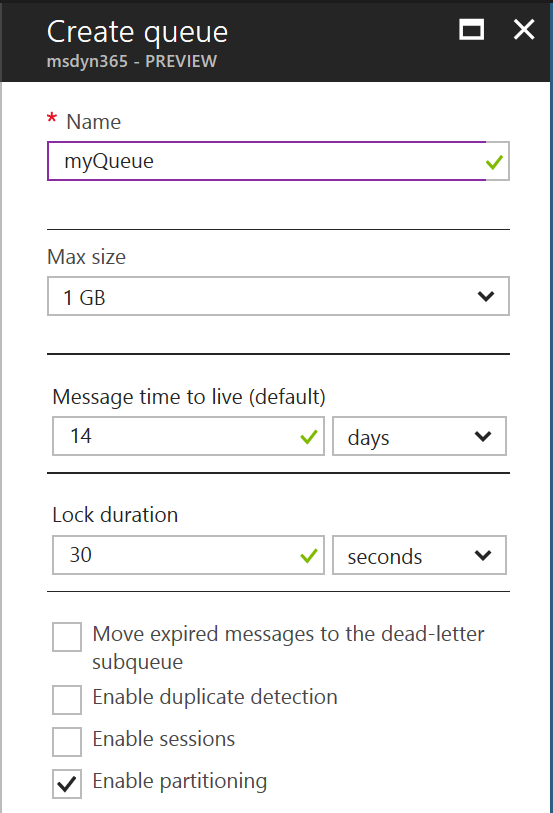 Create queue
msdyn365 - PREVIEW
* Name
myQueue
Max size
1 GB
Message time to live (default)
14 days
Lock duration
30 seconds
Move expired messages to the dead-letter
subqueue
Enable duplicate detection
Enable sessions
Enable partitioning